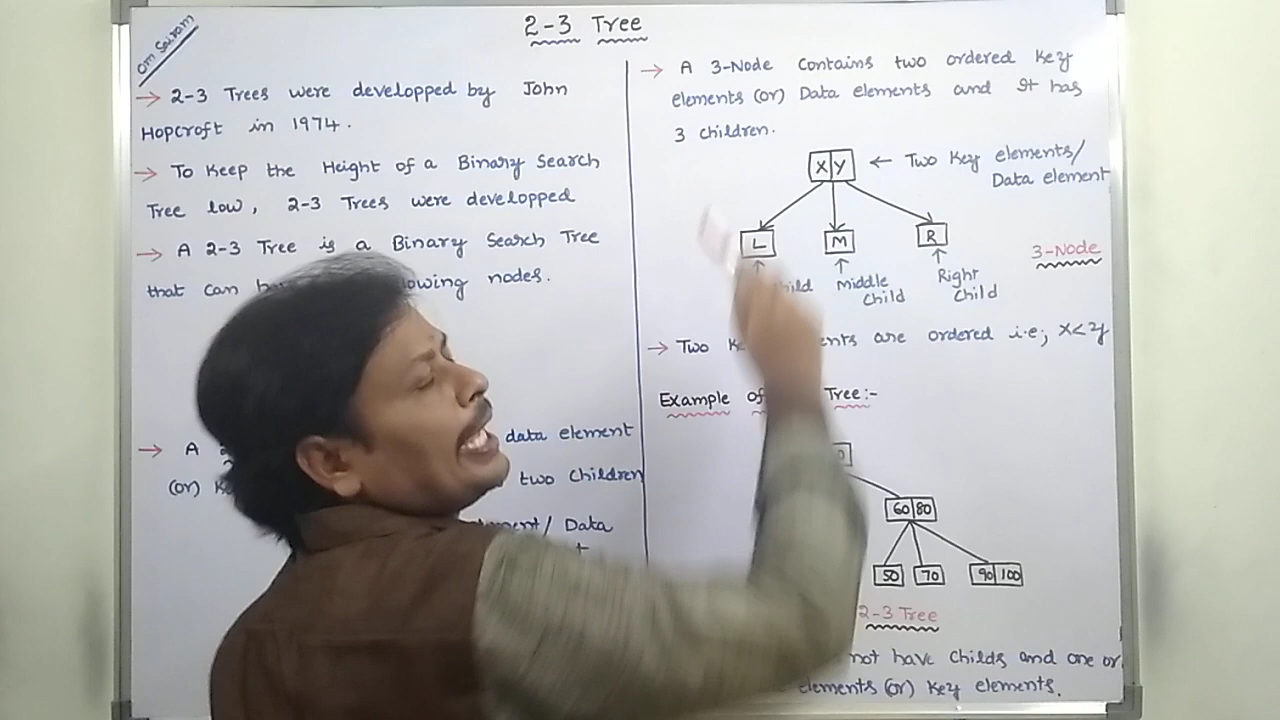 Om Sairam
2-3 Tree
→ 2-3 Trees were developped by John
Hopcroft in 1974.
→ To Keep the Height of a Binary Search
Tree low, 2-3 Trees were developped
→ A 2-3 Tree is a Binary Search Tree
that can nodes.
→ A data element
(or) two Children
/ Data
→ A 3-Node Contains two ordered Key
elements (or) Data elements and It has
3 children.
X Y ← Two Key elements/
Data element
L M R
3-Node
Middle
Child
Right
Child
→ Two are ordered i.e; X<y
Example Tree:-
60 80
50 70 90 100
2-3 Tree
not have Childs and one or
elements (or) Key elements.